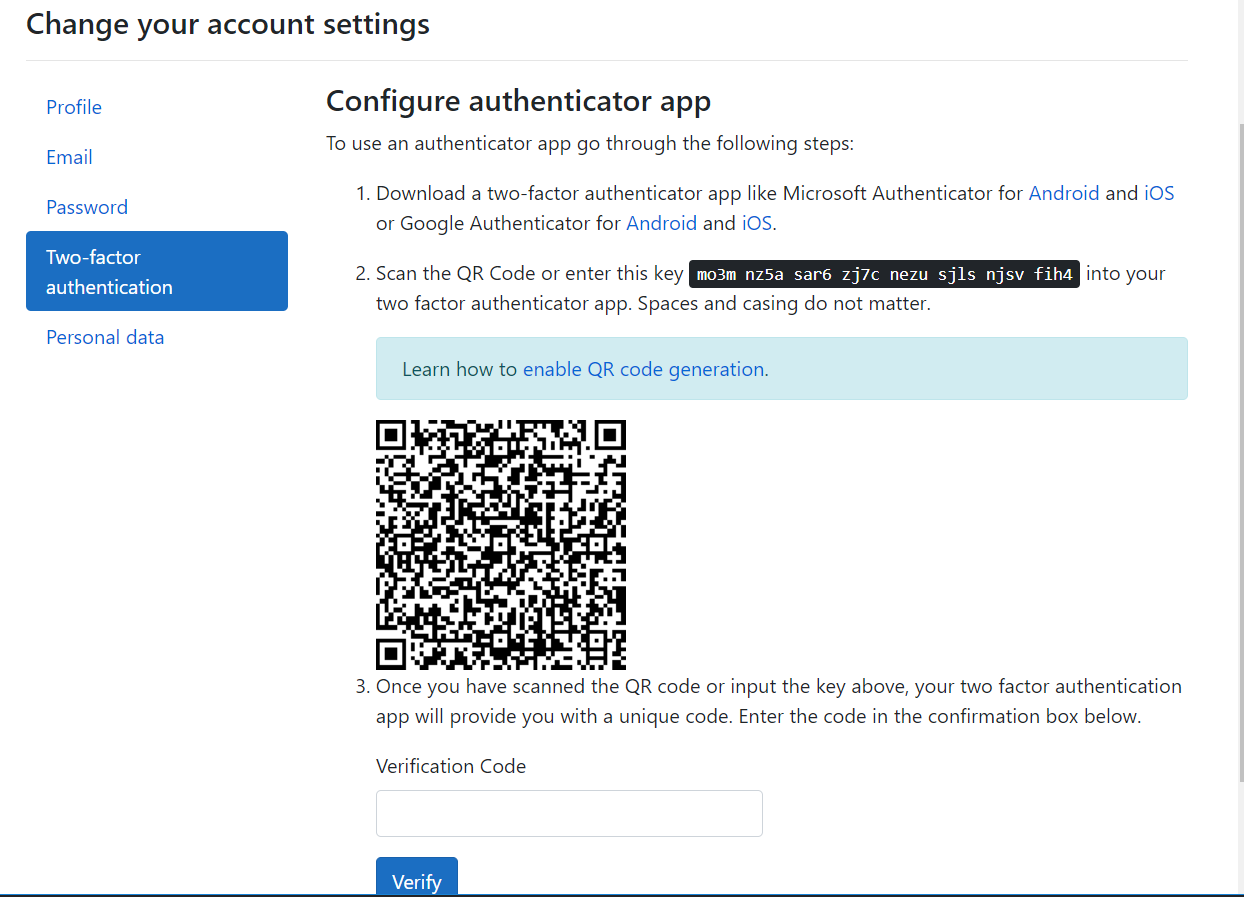 Change your account settings
Profile
Email
Password
Two-factor
authentication
Personal data
Configure authenticator app
To use an authenticator app go through the following steps:
1. Download a two-factor authenticator app like Microsoft Authenticator for Android and iOS
or Google Authenticator for Android and iOS.
2. Scan the QR Code or enter this key mo3m nz5a sar6 zj7c nezu sjls njsv fih4 into your
two factor authenticator app. Spaces and casing do not matter.
Learn how to enable QR code generation.
3. Once you have scanned the QR code or input the key above, your two factor authentication
app will provide you with a unique code. Enter the code in the confirmation box below.
Verification Code
Verify